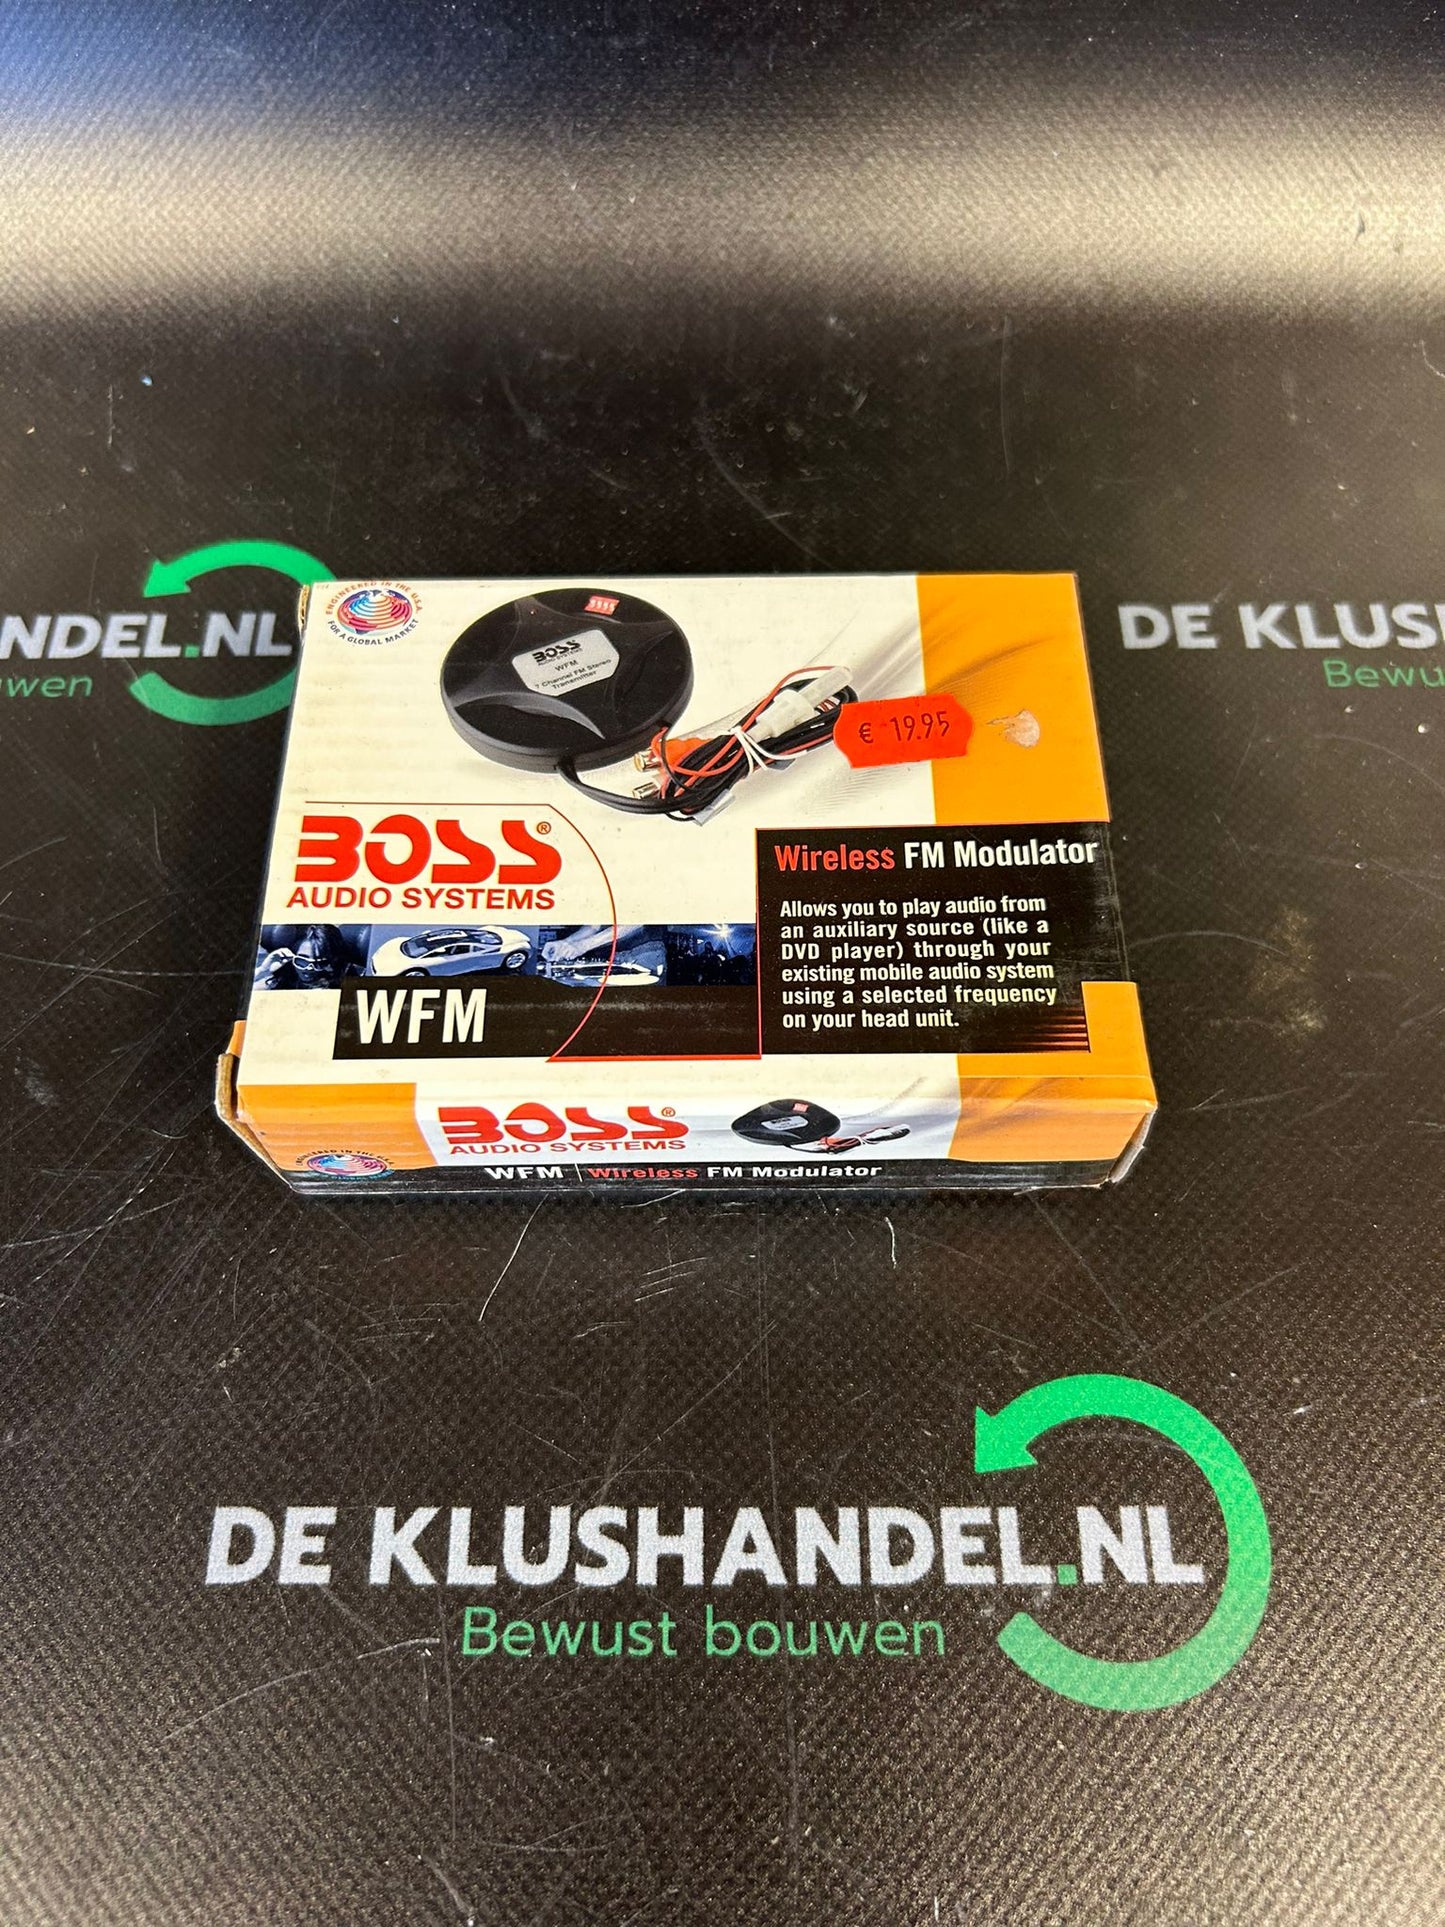 ANDEL.NL
uwen
DE KLUS
Bewu
ENGINEERED IN THE U.S.A.
FOR A GLOBAL MARKET
BOSS
AUDIO SYSTEMS
WFM
7 Channel FM Stereo
Transmitter
€ 19.95
BOSS®
AUDIO SYSTEMS
WFM
Wireless FM Modulator
Allows you to play audio from
an auxiliary source (like a
DVD player) through your
existing mobile audio system
using a selected frequency
on your head unit.
BOSS®
AUDIO SYSTEMS
WFM | Wireless FM Modulator
DE KLUSHANDEL.NL
Bewust bouwen